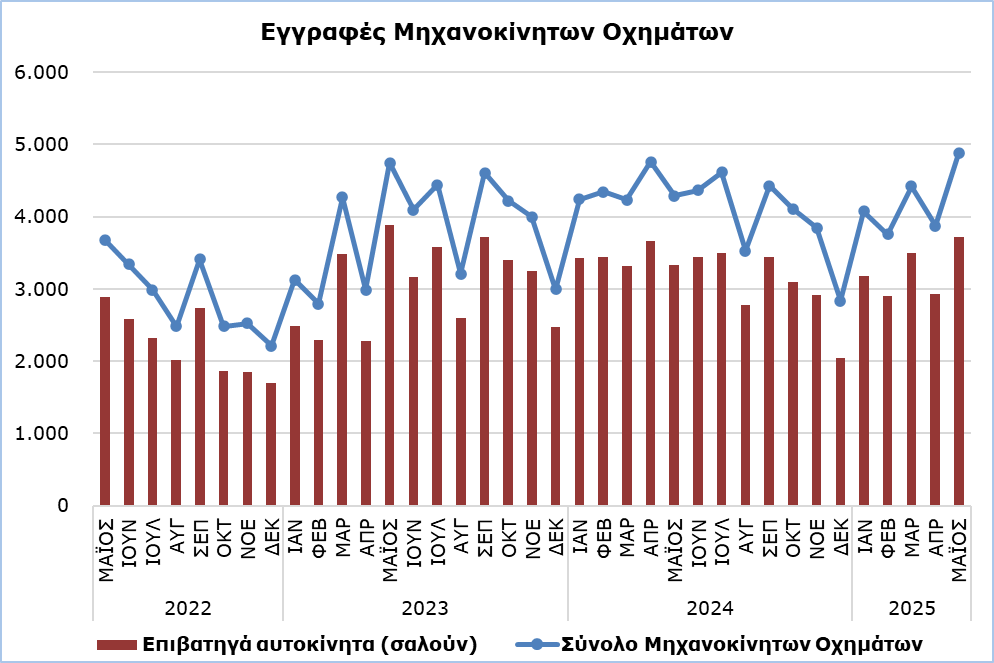 Εγγραφές Μηχανοκίνητων Οχημάτων
6.000
5.000
4.000
3.000
2.000
1.000
0
ΜΑΪΟΣ ΙΟΥΝ ΙΟΥΛ ΑΥΓ ΣΕΠ ΟΚΤ ΝΟΕ ΔΕΚ ΙΑΝ ΦΕΒ ΜΑΡ ΑΠΡ ΜΑΪΟΣ ΙΟΥΝ ΙΟΥΛ ΑΥΓ ΣΕΠ ΟΚΤ ΝΟΕ ΔΕΚ ΙΑΝ ΦΕΒ ΜΑΡ ΑΠΡ ΜΑΪΟΣ ΙΟΥΝ ΙΟΥΛ ΑΥΓ ΣΕΠ ΟΚΤ ΝΟΕ ΔΕΚ ΙΑΝ ΦΕΒ ΜΑΡ ΑΠΡ ΜΑΪΟΣ
2022 2023 2024 2025
Επιβατηγά αυτοκίνητα (σαλούν) Σύνολο Μηχανοκίνητων Οχημάτων